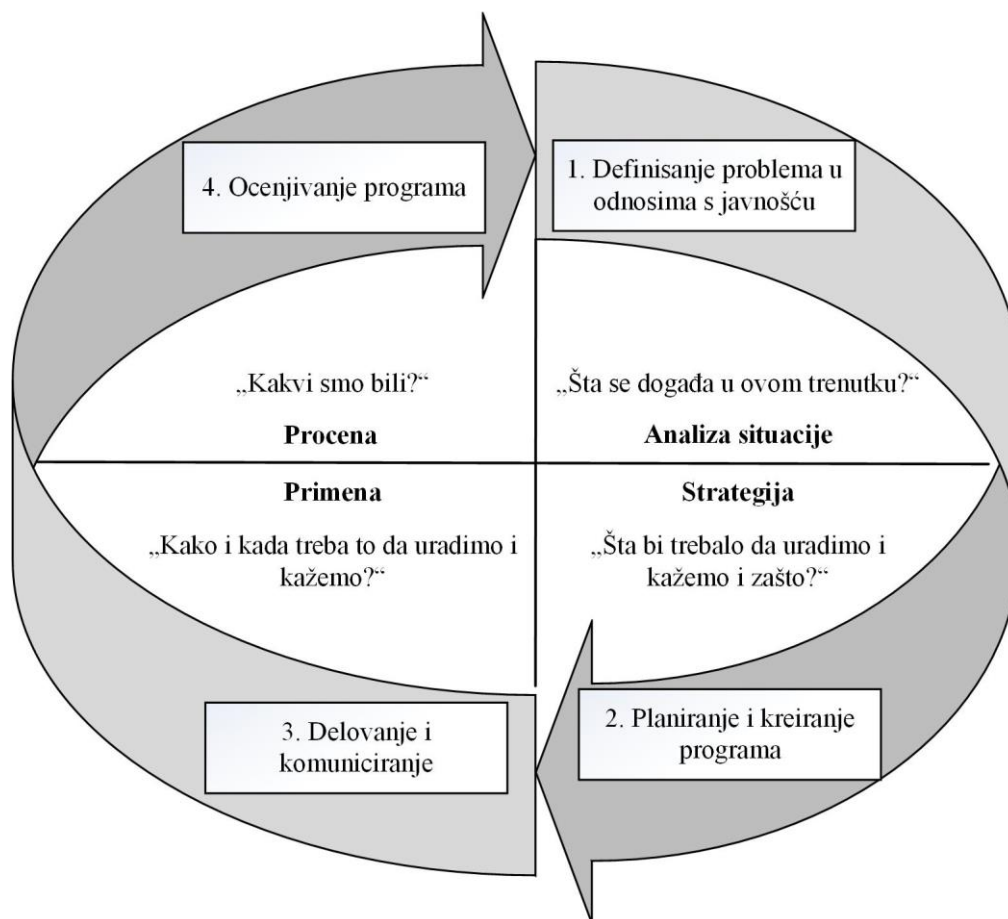 4. Ocenjivanje programa
1. Definisanje problema u
odnosima s javnošću
„Kakvi smo bili?“
Procena
„Šta se događa u ovom trenutku?“
Analiza situacije
Primena
„Kako i kada treba to da uradimo i
kažemo?“
Strategija
„Šta bi trebalo da uradimo i
kažemo i zašto?“
3. Delovanje i
komuniciranje
2. Planiranje i kreiranje
programa